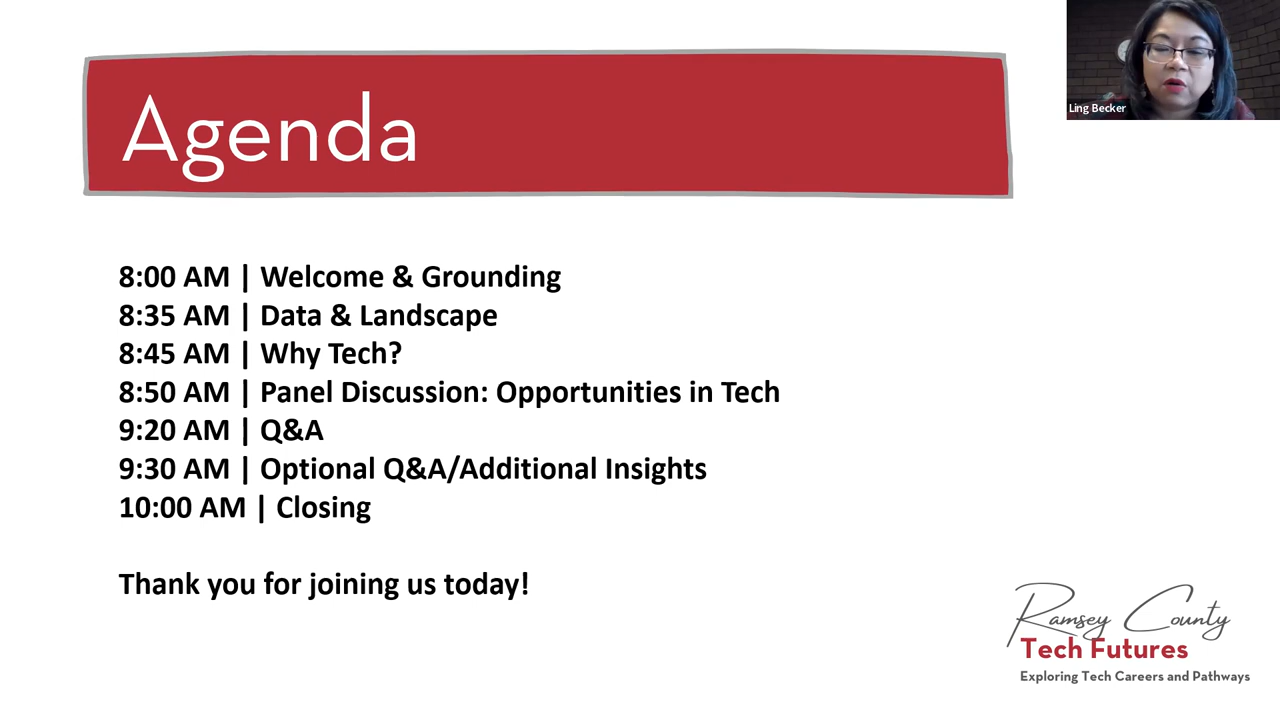 Agenda
Ling Becker
8:00 AM | Welcome & Grounding
8:35 AM | Data & Landscape
8:45 AM | Why Tech?
8:50 AM | Panel Discussion: Opportunities in Tech
9:20 AM | Q&A
9:30 AM | Optional Q&A/Additional Insights
10:00 AM | Closing
Thank you for joining us today!
Ramsey County
Tech Futures
Exploring Tech Careers and Pathways